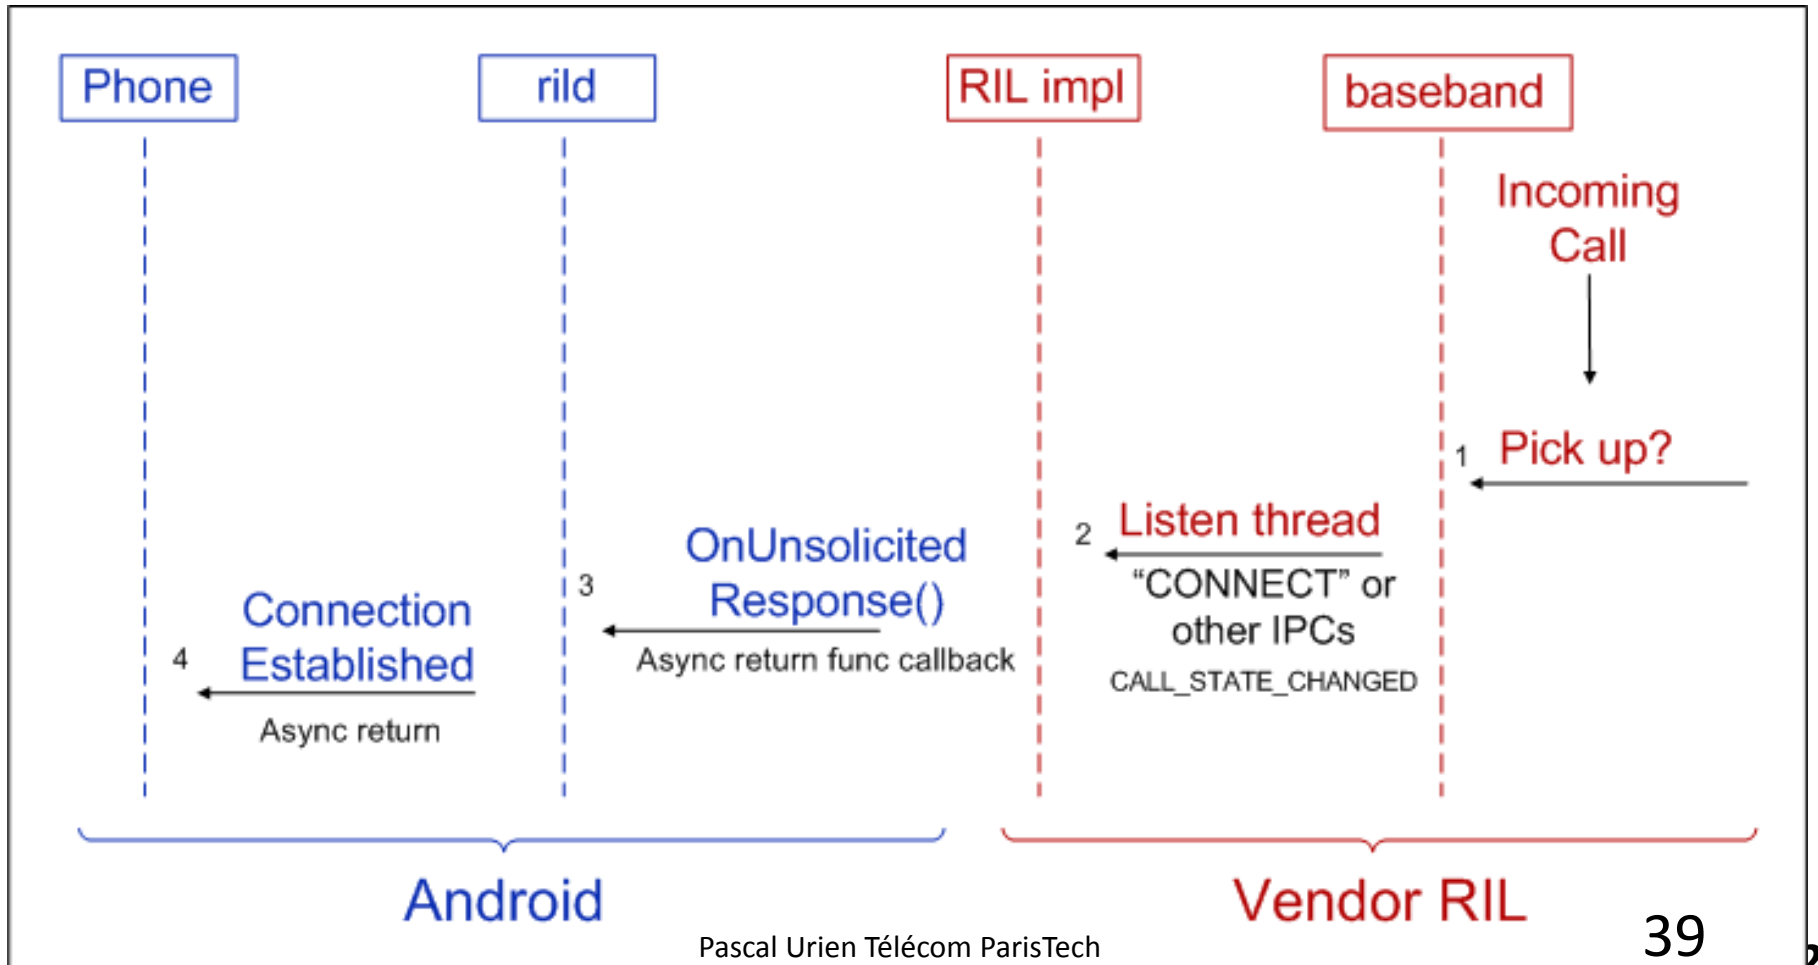 Phone
rild
RIL impl
baseband
Incoming
Call
1
Pick up?
2
Listen thread
"CONNECT" or
other IPCs
CALL_STATE_CHANGED
3
OnUnsolicited
Response()
Async return func callback
4
Connection
Established
Async return
Android
Vendor RIL
Pascal Urien Télécom ParisTech
39